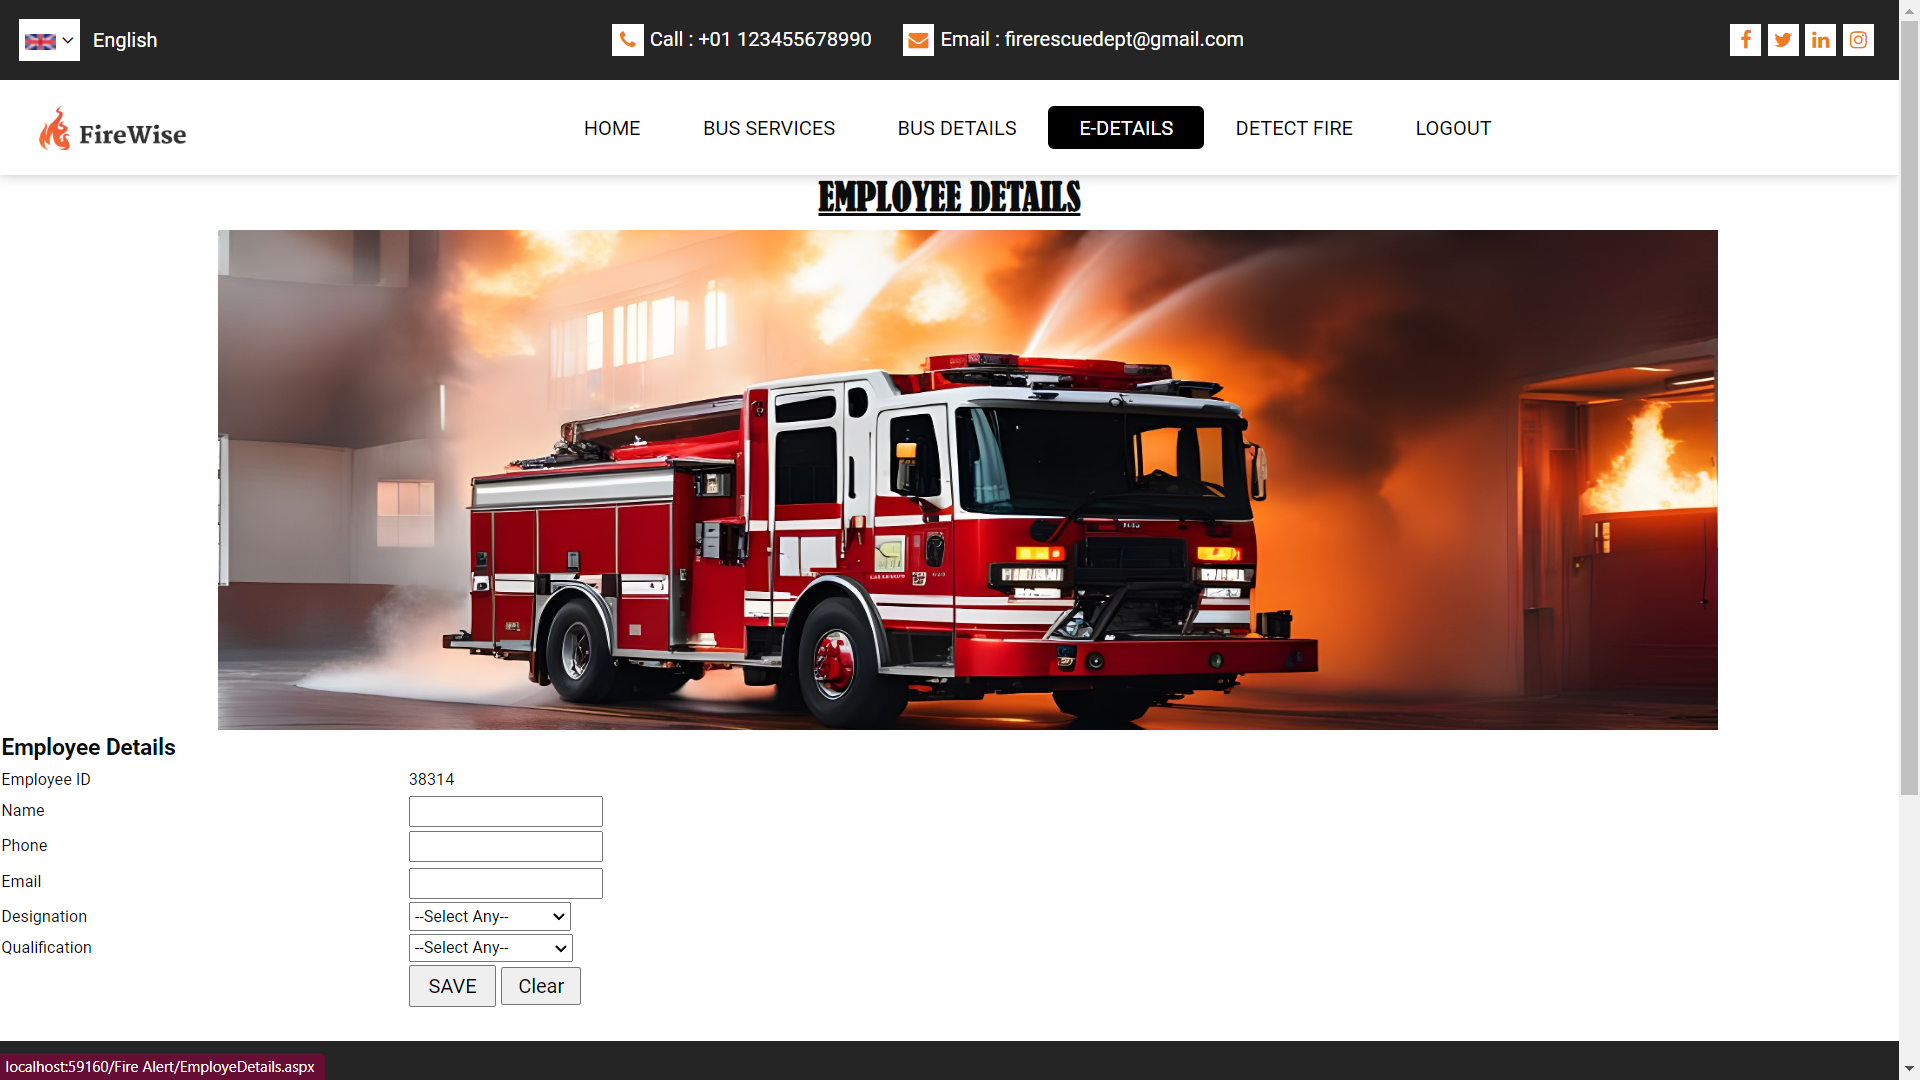 English
Call : +01 123455678990
Email : firerescuedept@gmail.com
FireWise
HOME
BUS SERVICES
BUS DETAILS
E-DETAILS
DETECT FIRE
LOGOUT
EMPLOYEE DETAILS
Employee Details
Employee ID 38314
Name
Phone
Email
Designation --Select Any--
Qualification --Select Any--
SAVE Clear
localhost:59160/Fire Alert/EmployeDetails.aspx